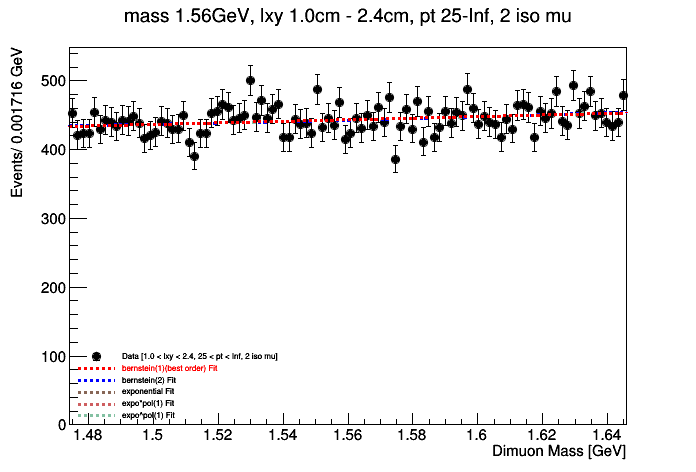 mass 1.56GeV, lxy 1.0cm - 2.4cm, pt 25-Inf, 2 iso mu
Events/ 0.001716 GeV
500
400
300
200
100
0
Data [1.0 < lxy < 2.4, 25 < pt < Inf, 2 iso mu]
bernstein(1)(best order) Fit
bernstein(2) Fit
exponential Fit
expo*pol(1) Fit
expo^pol(1) Fit
1.48 1.5 1.52 1.54 1.56 1.58 1.6 1.62 1.64
Dimuon Mass [GeV]